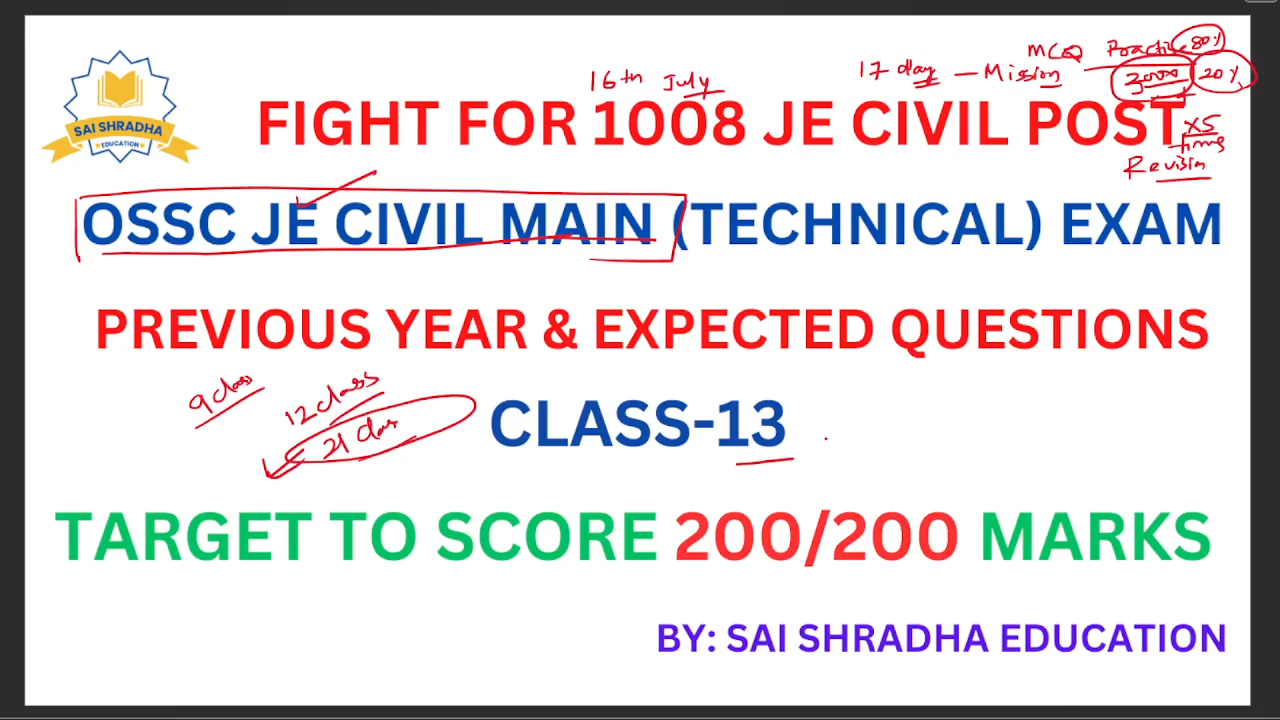 MCQ Practice 80%
16th July 17 day - Mission 3000 20%
SAI SHRADHA
EDUCATION
FIGHT FOR 1008 JE CIVIL POST
X5
times
Revision
OSSC JE CIVIL MAIN (TECHNICAL) EXAM
PREVIOUS YEAR & EXPECTED QUESTIONS
9 class
12 class
21 class
CLASS-13
TARGET TO SCORE 200/200 MARKS
BY: SAI SHRADHA EDUCATION